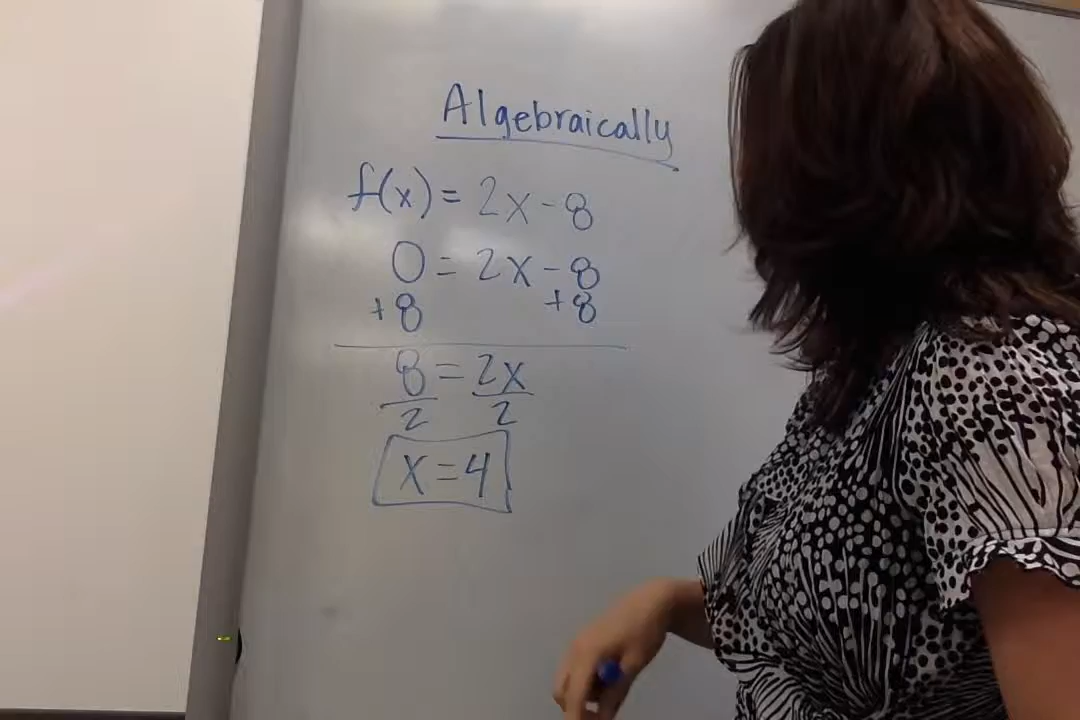 Algebraically
f(x) = 2x - 8
0 = 2x - 8
+8 +8
8 = 2x
2 2
x = 4